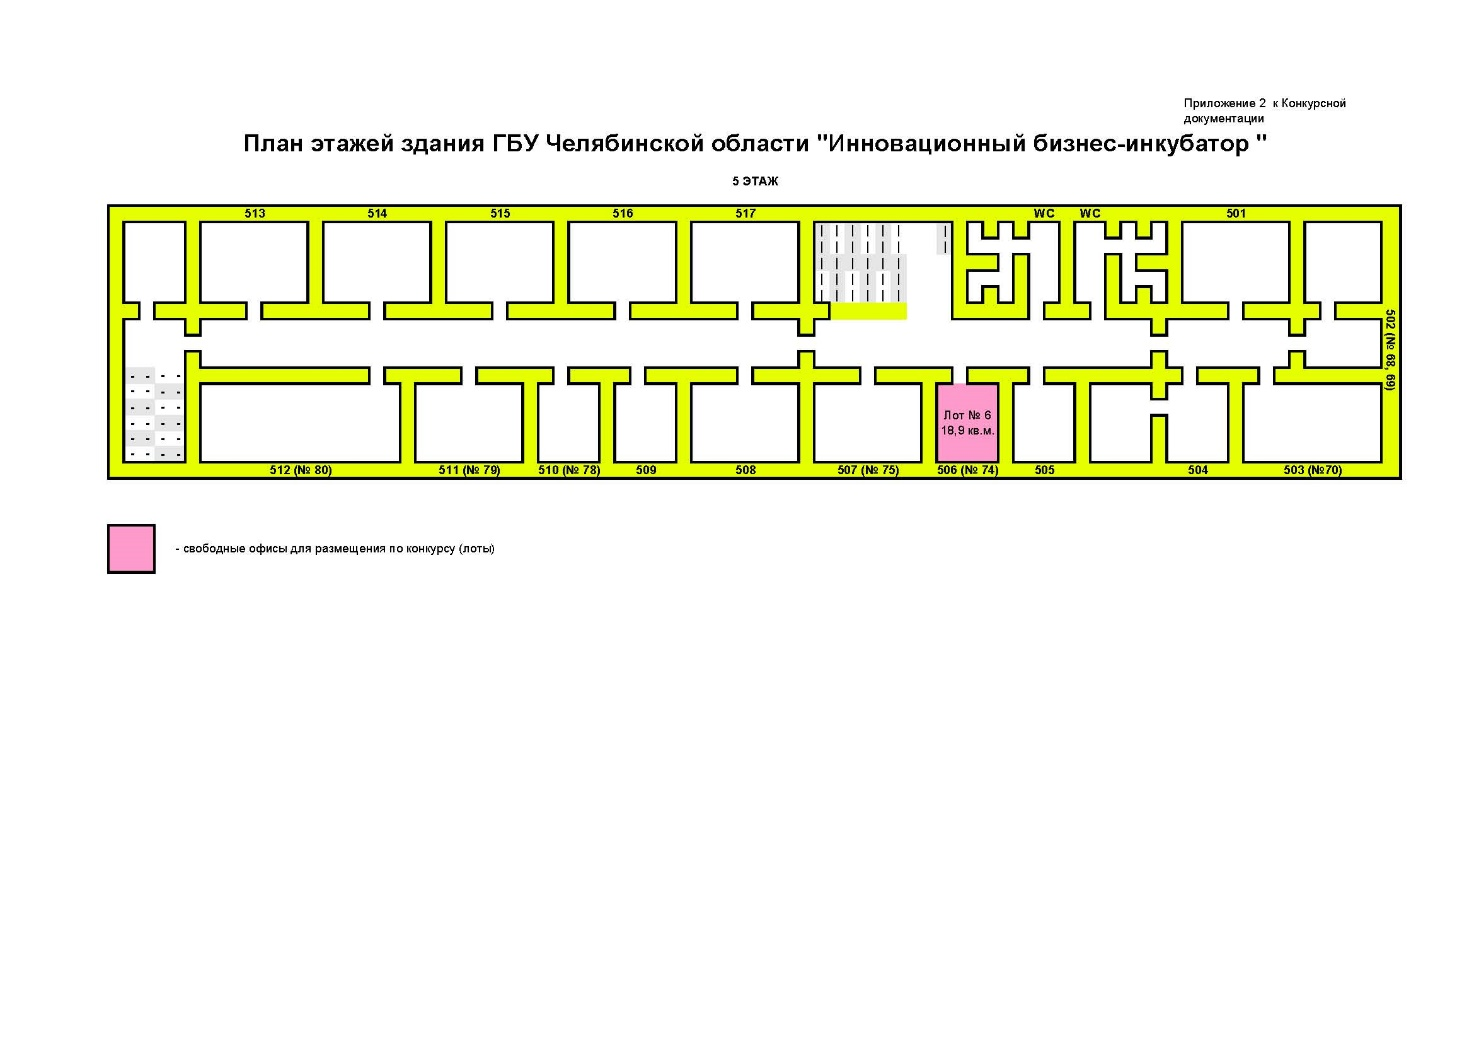 Приложение 2 к Конкурсной
документации
План этажей здания ГБУ Челябинской области "Инновационный бизнес-инкубатор "
5 ЭТАЖ
513 514 515 516 517 WC WC 501
502 (№ 68, 69)
Лот № 6
18,9 кв.м.
512 (№ 80) 511 (№ 79) 510 (№ 78) 509 508 507 (№ 75) 506 (№ 74) 505 504 503 (№70)
- свободные офисы для размещения по конкурсу (лоты)